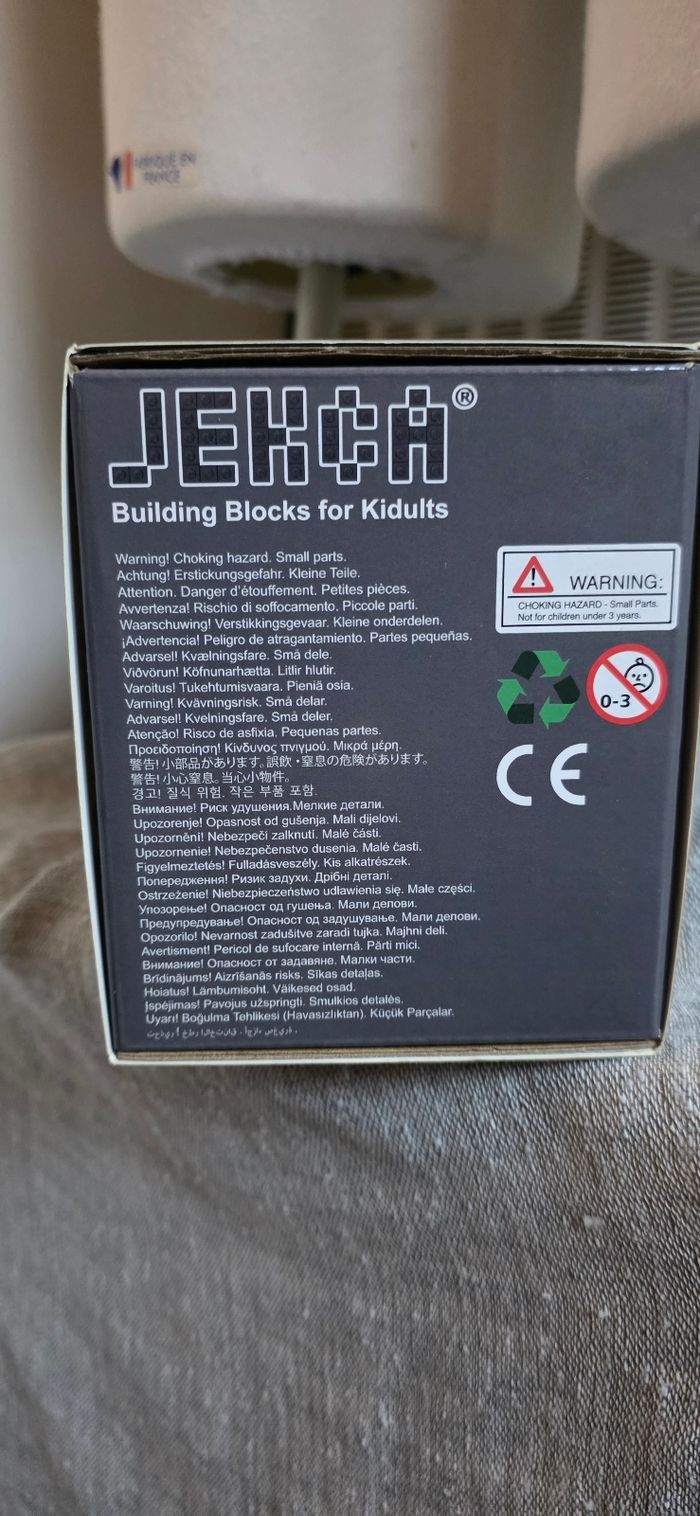 FRANCE
JEKCA®
Building Blocks for Kidults
Warning! Choking hazard. Small parts.
Achtung! Erstickungsgefahr. Kleine Teile.
Attention. Danger d'étouffement. Petites pièces.
Avvertenza! Rischio di soffocamento. Piccole parti.
Waarschuwing! Verstikkingsgevaar. Kleine onderdelen.
¡Advertencia! Peligro de atragantamiento. Partes pequeñas.
Advarsel! Kvælningsfare. Små dele.
Viðvörun! Köfnunarhætta. Litlir hlutir.
Varoitus! Tukehtumisvaara. Pieniä osia.
Varning! Kvävningsrisk. Små delar.
Advarsel! Kvelningsfare. Små deler.
Atenção! Risco de asfixia. Pequenas partes.
Προειδοποίηση! Κίνδυνος πνιγμού. Μικρά μέρη.
警告! 小部品があります。誤飲・窒息の危険があります。
警告! 小心窒息。当心小物件。
경고! 질식 위험. 작은 부품 포함.
Внимание! Риск удушения.Мелкие детали.
Upozorenje! Opasnost od gušenja. Mali dijelovi.
Upozornění! Nebezpečí zalknutí. Malé části.
Upozornenie! Nebezpečenstvo dusenia. Malé časti.
Figyelmeztetés! Fulladásveszély. Kis alkatrészek.
Попередження! Ризик задухи. Дрібні деталі.
Ostrzeżenie! Niebezpieczeństwo udławienia się. Małe części.
Упозорење! Опасност од гушења. Мали делови.
Предупредување! Опасност од задушување. Мали делови.
Opozorilo! Nevarnost zadušitve zaradi tujka. Majhni deli.
Avertisment! Pericol de sufocare internă. Părti mici.
Внимание! Опасност от задавяне. Малки части.
Brīdinājums! Aizrīšanās risks. Sīkas detaļas.
Hoiatus! Lämbumisoht. Väikesed osad.
Įspėjimas! Pavojus užspringti. Smulkios detalės.
Uyarı! Boğulma Tehlikesi (Havasızlıktan). Küçük Parçalar.
WARNING:
CHOKING HAZARD - Small Parts.
Not for children under 3 years.
0-3
CE